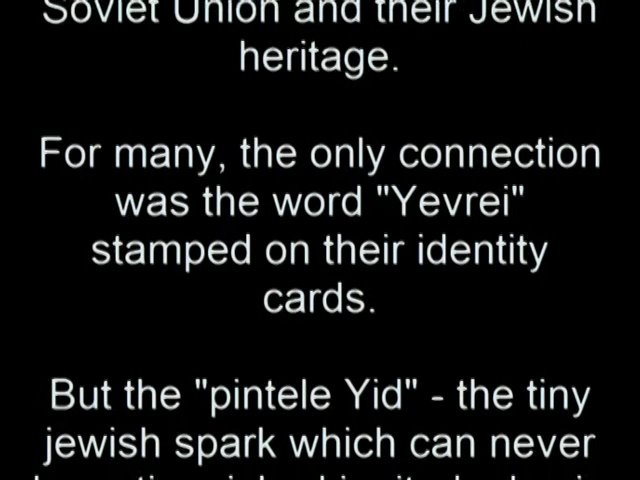 Soviet Union and their Jewish
heritage.
For many, the only connection
was the word "Yevrei"
stamped on their identity
cards.
But the "pintele Yid" - the tiny
jewish spark which can never